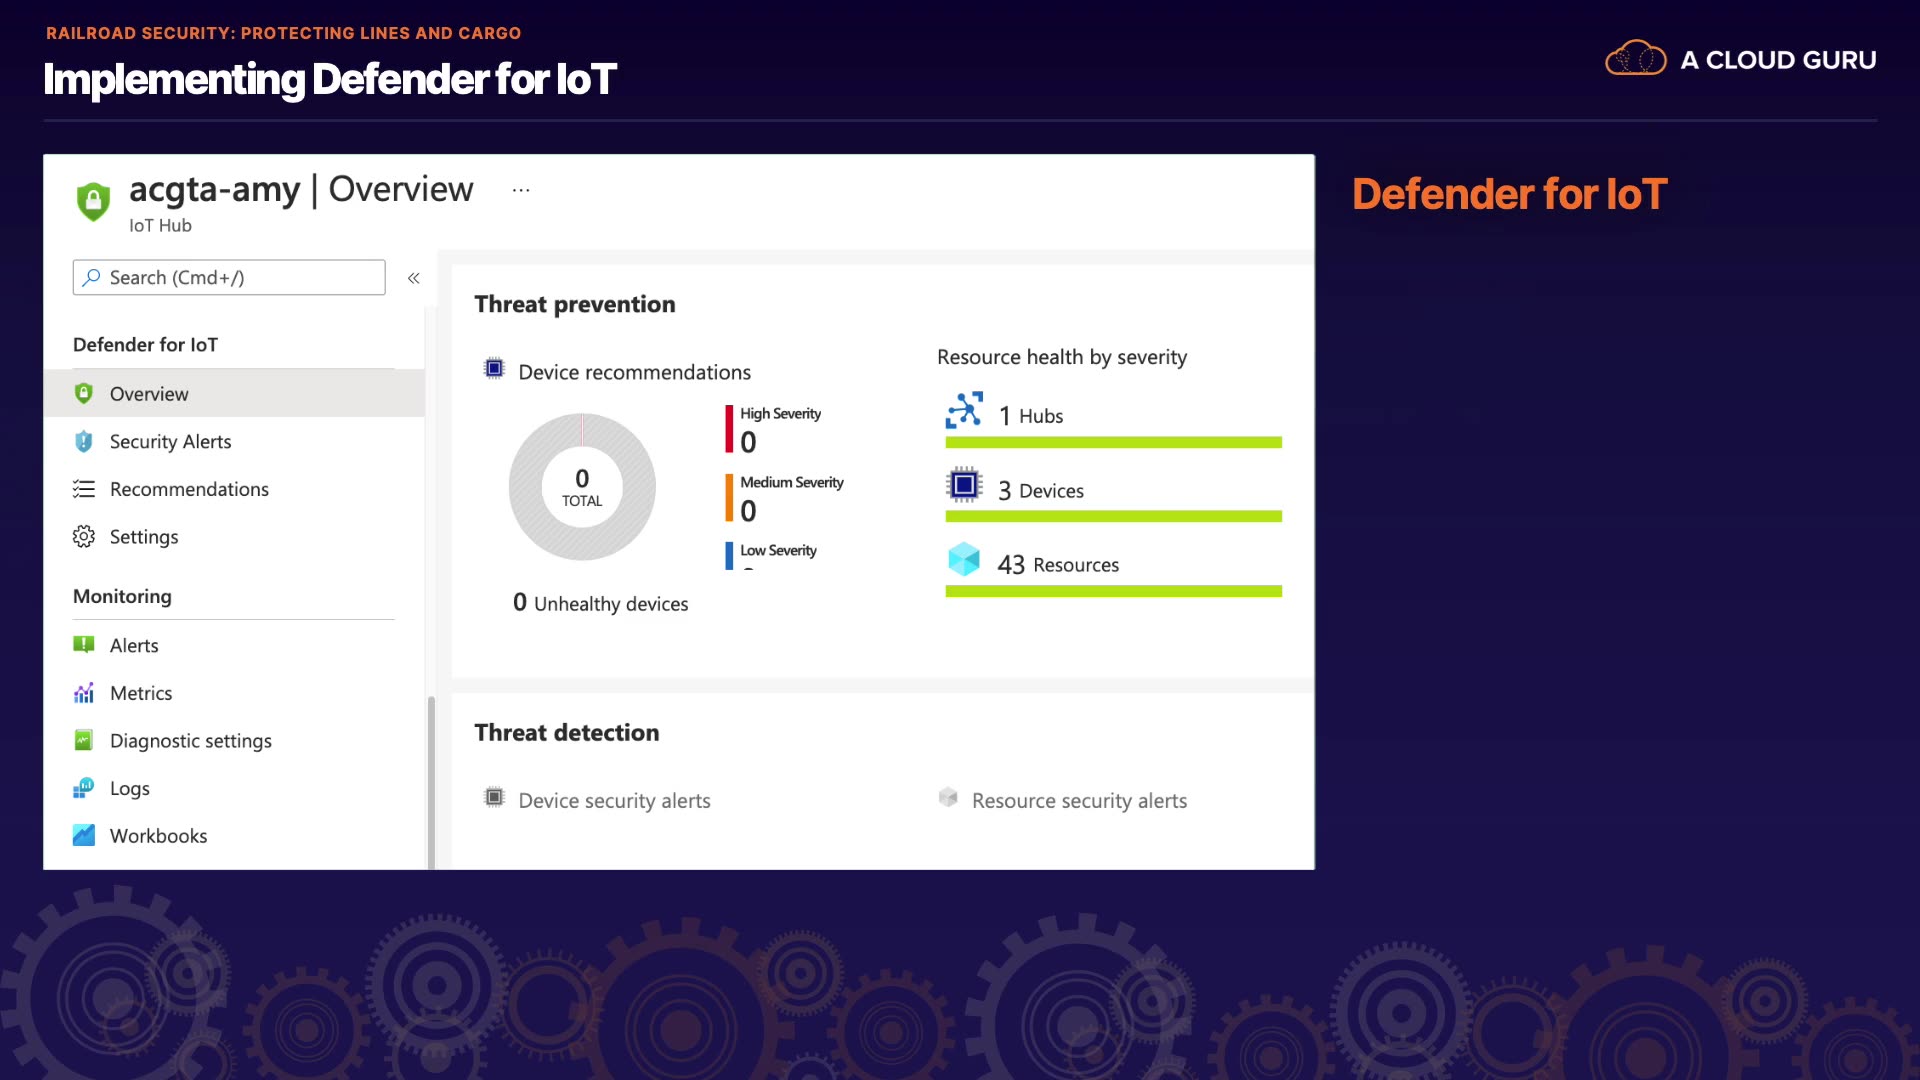 RAILROAD SECURITY: PROTECTING LINES AND CARGO
Implementing Defender for IoT
A CLOUD GURU
acgta-amy | Overview ...
IoT Hub
Search (Cmd+/)
«
Defender for IoT
Overview
Security Alerts
Recommendations
Settings
Monitoring
Alerts
Metrics
Diagnostic settings
Logs
Workbooks
Threat prevention
Device recommendations
0
TOTAL
High Severity
0
Medium Severity
0
Low Severity
0 Unhealthy devices
Resource health by severity
1 Hubs
3 Devices
43 Resources
Threat detection
Device security alerts
Resource security alerts
Defender for IoT